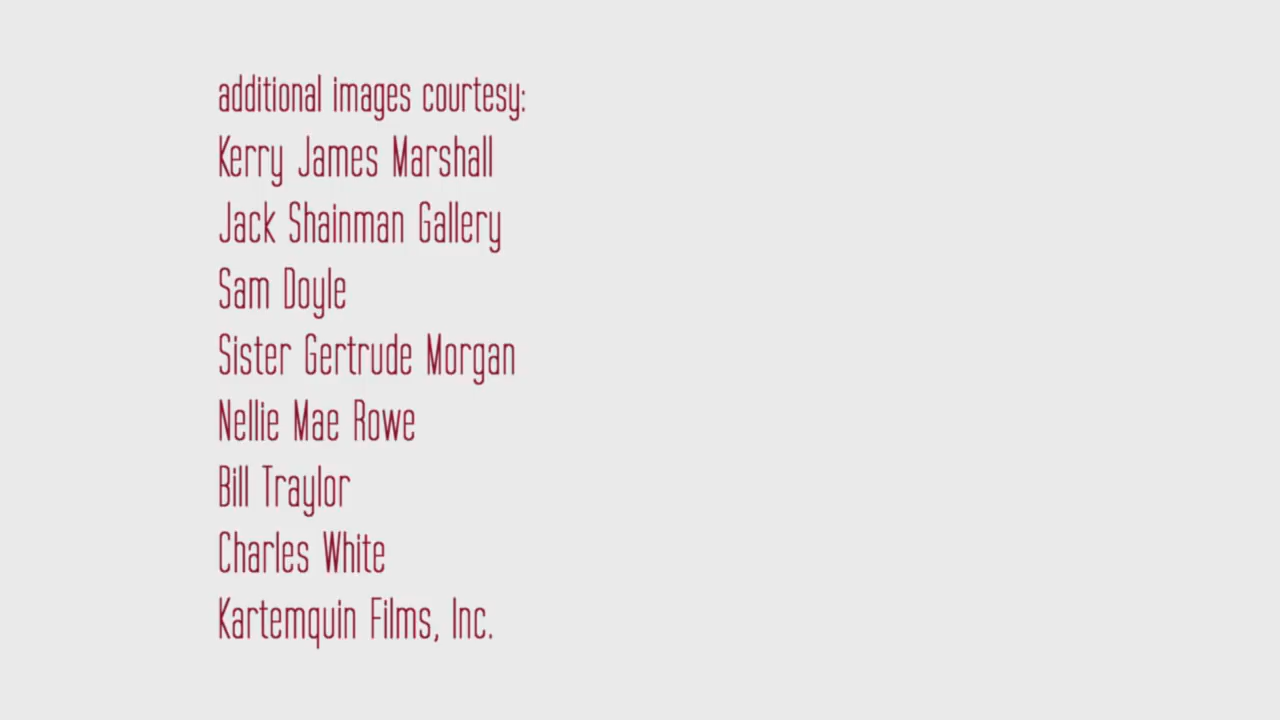 additional images courtesy:
Kerry James Marshall
Jack Shainman Gallery
Sam Doyle
Sister Gertrude Morgan
Nellie Mae Rowe
Bill Traylor
Charles White
Kartemquin Films, Inc.